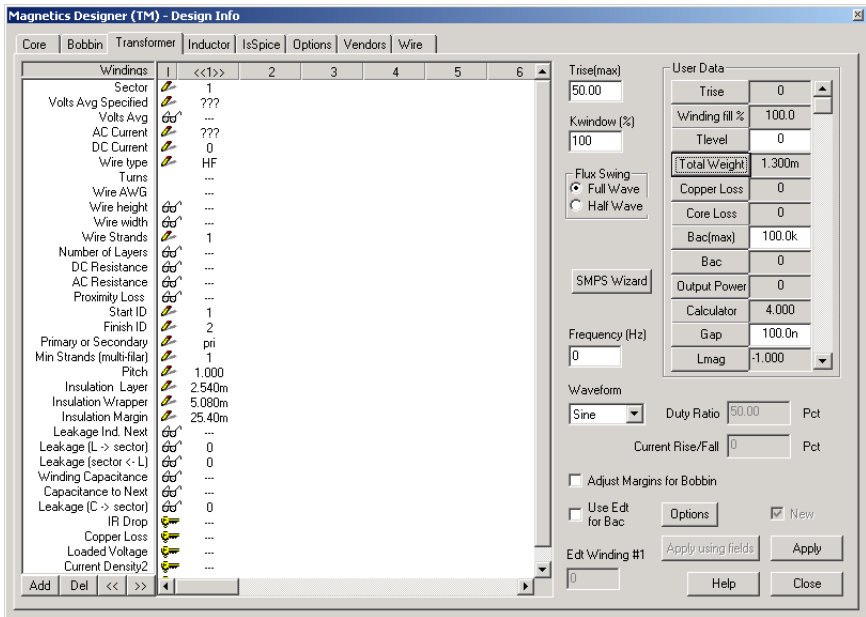 Magnetics Designer (TM) - Design Info
Core Bobbin Transformer Inductor IsSpice Options Vendors Wire
Windings I <<1>> 2 3 4 5 6
Sector 1
Volts Avg Specified ???
Volts Avg ---
AC Current ???
DC Current 0
Wire type HF
Turns ---
Wire AWG ---
Wire height ---
Wire width ---
Wire Strands 1
Number of Layers ---
DC Resistance ---
AC Resistance ---
Proximity Loss ---
Start ID 1
Finish ID 2
Primary or Secondary pri
Min Strands (multi-filar) 1
Pitch 1.000
Insulation Layer 2.540m
Insulation Wrapper 5.080m
Insulation Margin 25.40m
Leakage Ind. Next ---
Leakage (L -> sector) 0
Leakage (sector <- L) 0
Winding Capacitance ---
Capacitance to Next ---
Leakage (C -> sector) 0
IR Drop ---
Copper Loss ---
Loaded Voltage ---
Current Density2 ---
Add Del << >>
Trise(max)
50.00
Kwindow (%)
100
Flux Swing
Full Wave
Half Wave
SMPS Wizard
Frequency (Hz)
0
User Data
Trise 0
Winding fill % 100.0
Tlevel 0
Total Weight 1.300m
Copper Loss 0
Core Loss 0
Bac(max) 100.0k
Bac 0
Output Power 0
Calculator 4.000
Gap 100.0n
Lmag -1.000
Waveform
Sine Duty Ratio 50.00 Pct
Current Rise/Fall 0 Pct
Adjust Margins for Bobbin
Use Edt
for Bac
Options New
Edt Winding #1
0
Apply using fields Apply
Help Close